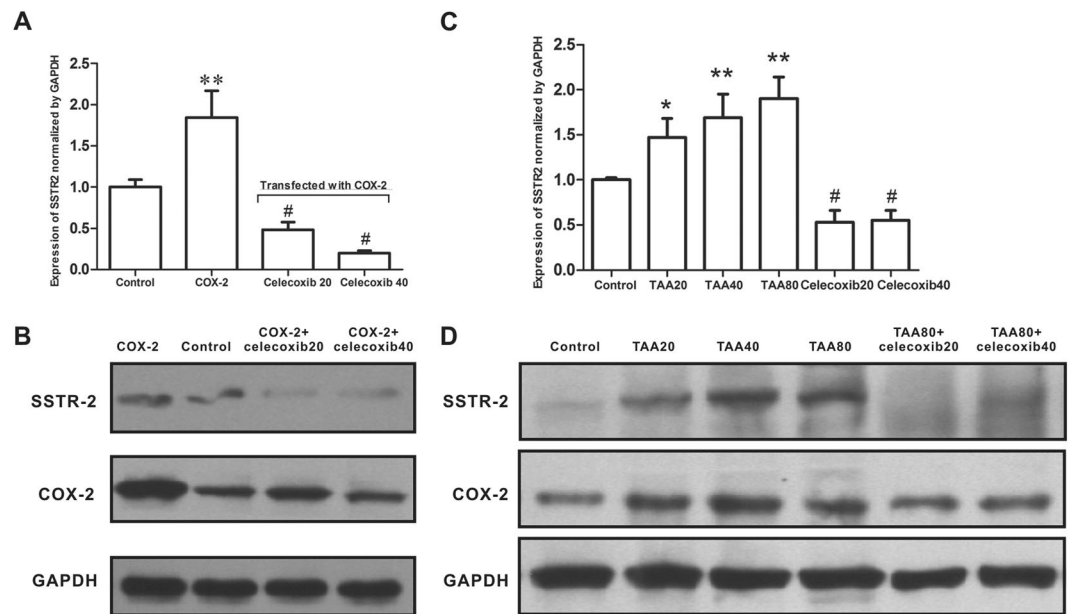 A
Expression of SSTR2 normalized by GAPDH
2.5
2.0
1.5
1.0
0.5
0.0
**
Transfected with COX-2
#
#
Control
COX-2
Celecoxib 20
Celecoxib 40
C
Expression of SSTR2 normalized by GAPDH
2.5
2.0
1.5
1.0
0.5
0.0
*
**
**
#
#
Control
TAA20
TAA40
TAA80
Celecoxib20
Celecoxib40
B
COX-2
Control
COX-2+
celecoxib20
COX-2+
celecoxib40
SSTR-2
COX-2
GAPDH
D
Control
TAA20
TAA40
TAA80
TAA80+
celecoxib20
TAA80+
celecoxib40
SSTR-2
COX-2
GAPDH